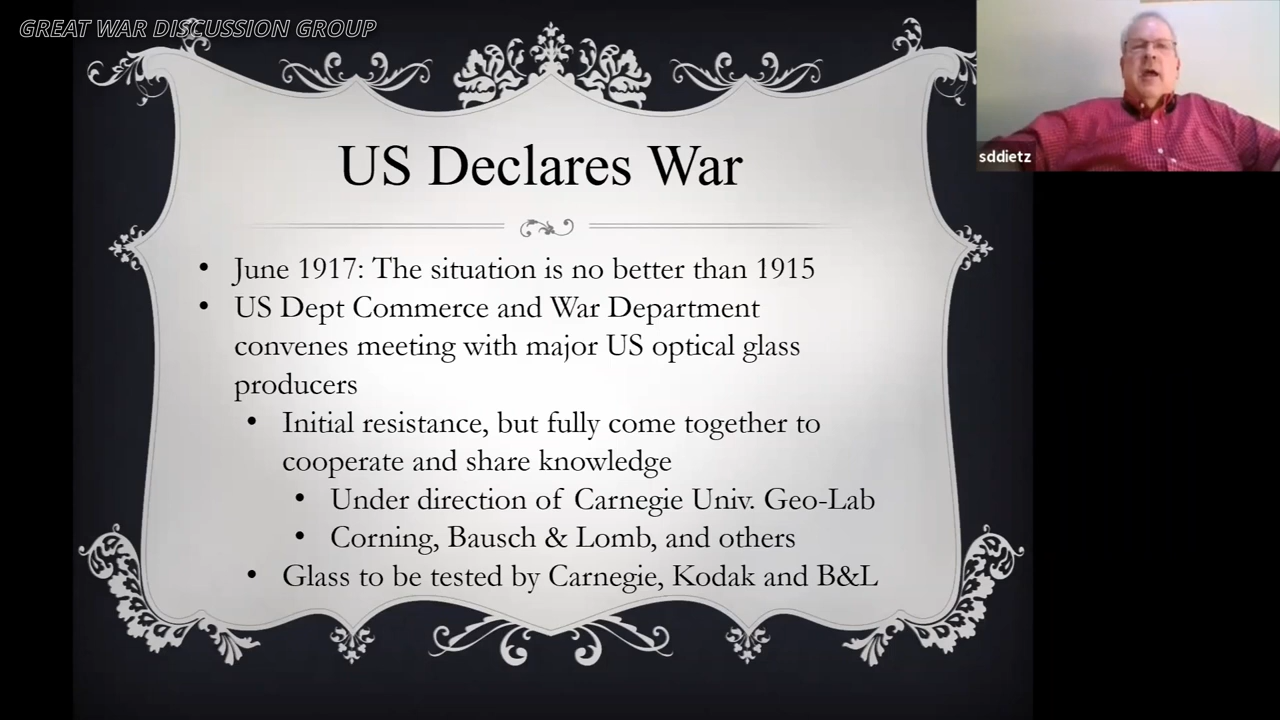 GREAT WAR DISCUSSION GROUP
sddietz
US Declares War
• June 1917: The situation is no better than 1915
• US Dept Commerce and War Department
convenes meeting with major US optical glass
producers
• Initial resistance, but fully come together to
cooperate and share knowledge
• Under direction of Carnegie Univ. Geo-Lab
• Corning, Bausch & Lomb, and others
• Glass to be tested by Carnegie, Kodak and B&L